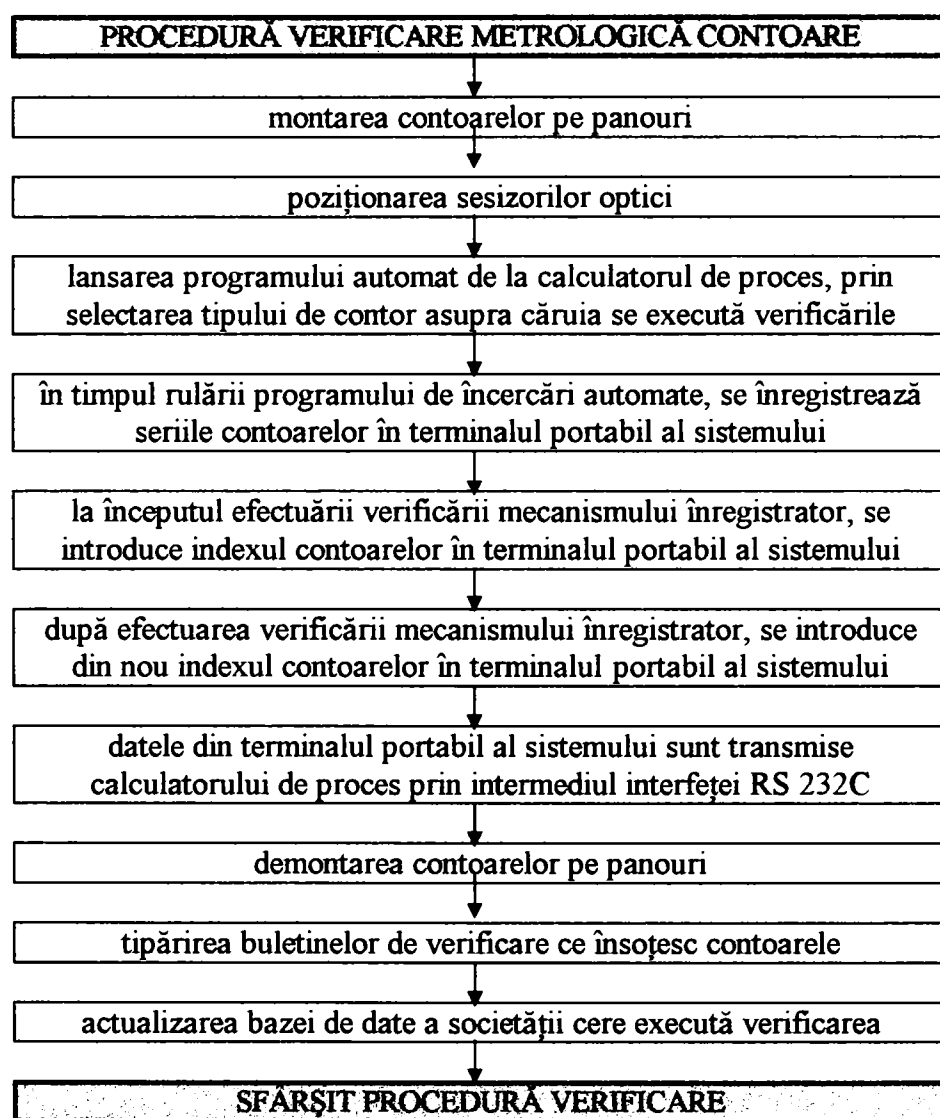 PROCEDURĂ VERIFICARE METROLOGICĂ CONTOARE
montarea contoarelor pe panouri
poziționarea sesizorilor optici
lansarea programului automat de la calculatorul de proces, prin
selectarea tipului de contor asupra căruia se execută verificările
în timpul rulării programului de încercări automate, se înregistrează
seriile contoarelor în terminalul portabil al sistemului
la începutul efectuării verificării mecanismului înregistrator, se
introduce indexul contoarelor în terminalul portabil al sistemului
după efectuarea verificării mecanismului înregistrator, se introduce
din nou indexul contoarelor în terminalul portabil al sistemului
datele din terminalul portabil al sistemului sunt transmise
calculatorului de proces prin intermediul interfeței RS 232C
demontarea contoarelor pe panouri
tipărirea buletinelor de verificare ce însoțesc contoarele
actualizarea bazei de date a societății cere execută verificarea
SFÂRȘIT PROCEDURĂ VERIFICARE